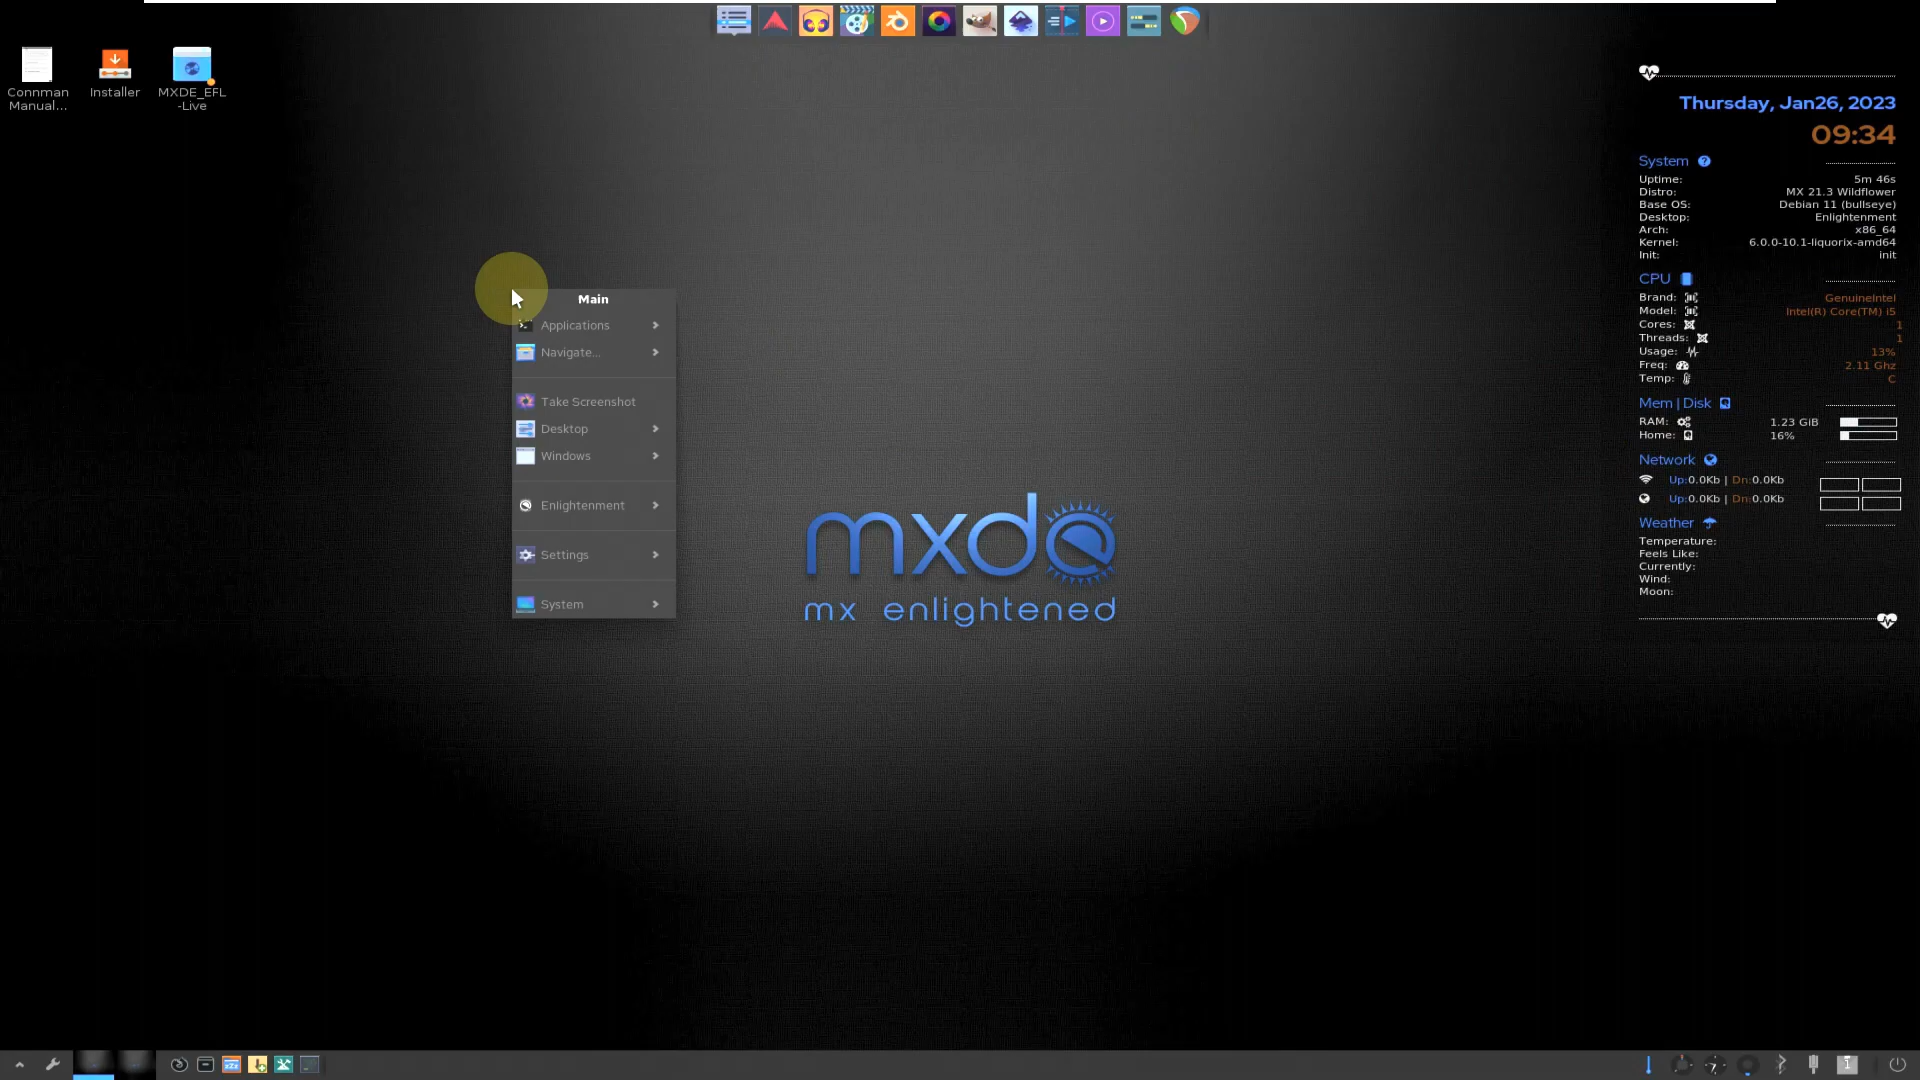 Connman
Manual...
Installer
MXDE_EFL
-Live
Main
Applications
Navigate...
Take Screenshot
Desktop
Windows
Enlightenment
Settings
System
mxde
mx enlightened
Thursday, Jan26, 2023
09:34
System
Uptime: 5m 46s
Distro: MX 21.3 Wildflower
Base OS: Debian 11 (bullseye)
Desktop: Enlightenment
Arch: x86_64
Kernel: 6.0.0-10.1-liquorix-amd64
Init: init
CPU
Brand: GenuineIntel
Model: Intel(R) Core(TM) i5
Cores: 1
Threads: 1
Usage: 13%
Freq: 2.11 Ghz
Temp: C
Mem | Disk
RAM: 1.23 GiB
Home: 16%
Network
Up:0.0Kb | Dn:0.0Kb
Up:0.0Kb | Dn:0.0Kb
Weather
Temperature:
Feels Like:
Currently:
Wind:
Moon:
zZz
1